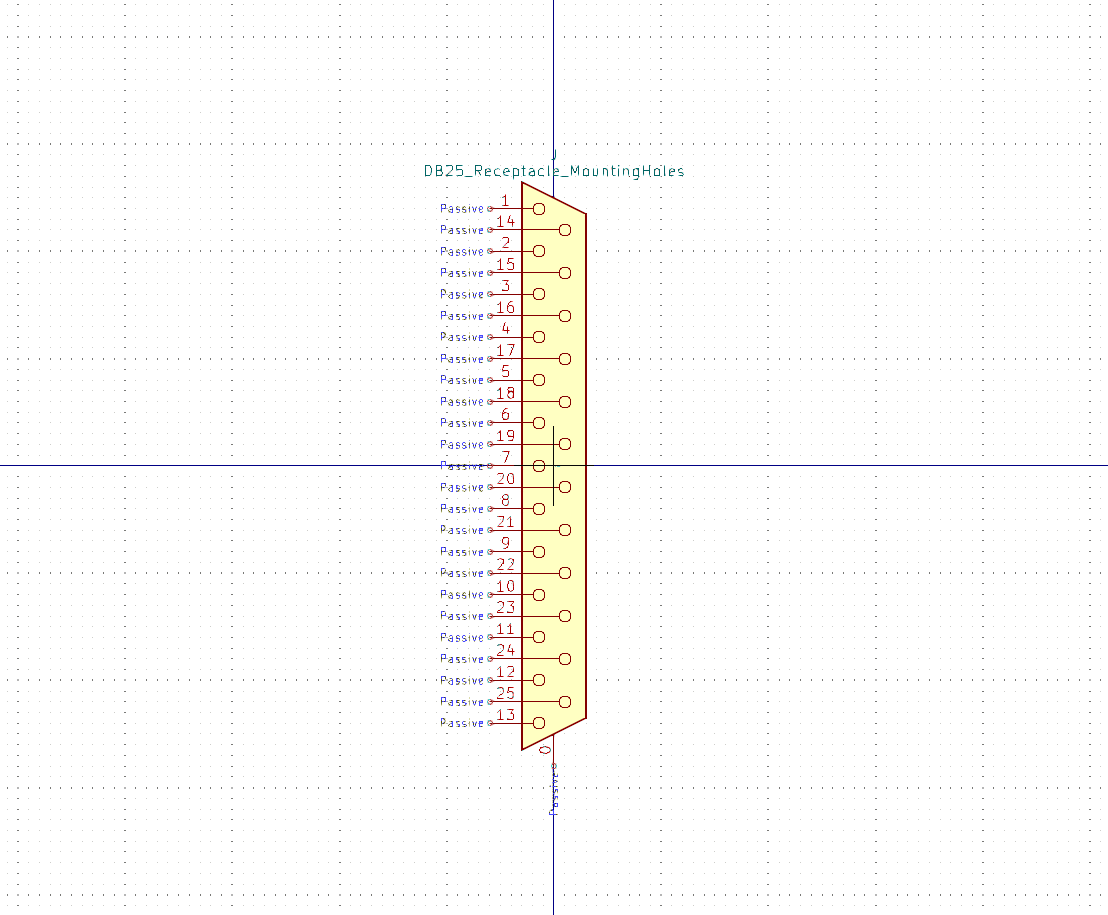 J
DB25_Receptacle_MountingHoles
Passive 1
Passive 14
Passive 2
Passive 15
Passive 3
Passive 16
Passive 4
Passive 17
Passive 5
Passive 18
Passive 6
Passive 19
Passive 7
Passive 20
Passive 8
Passive 21
Passive 9
Passive 22
Passive 10
Passive 23
Passive 11
Passive 24
Passive 12
Passive 25
Passive 13
0
Passive